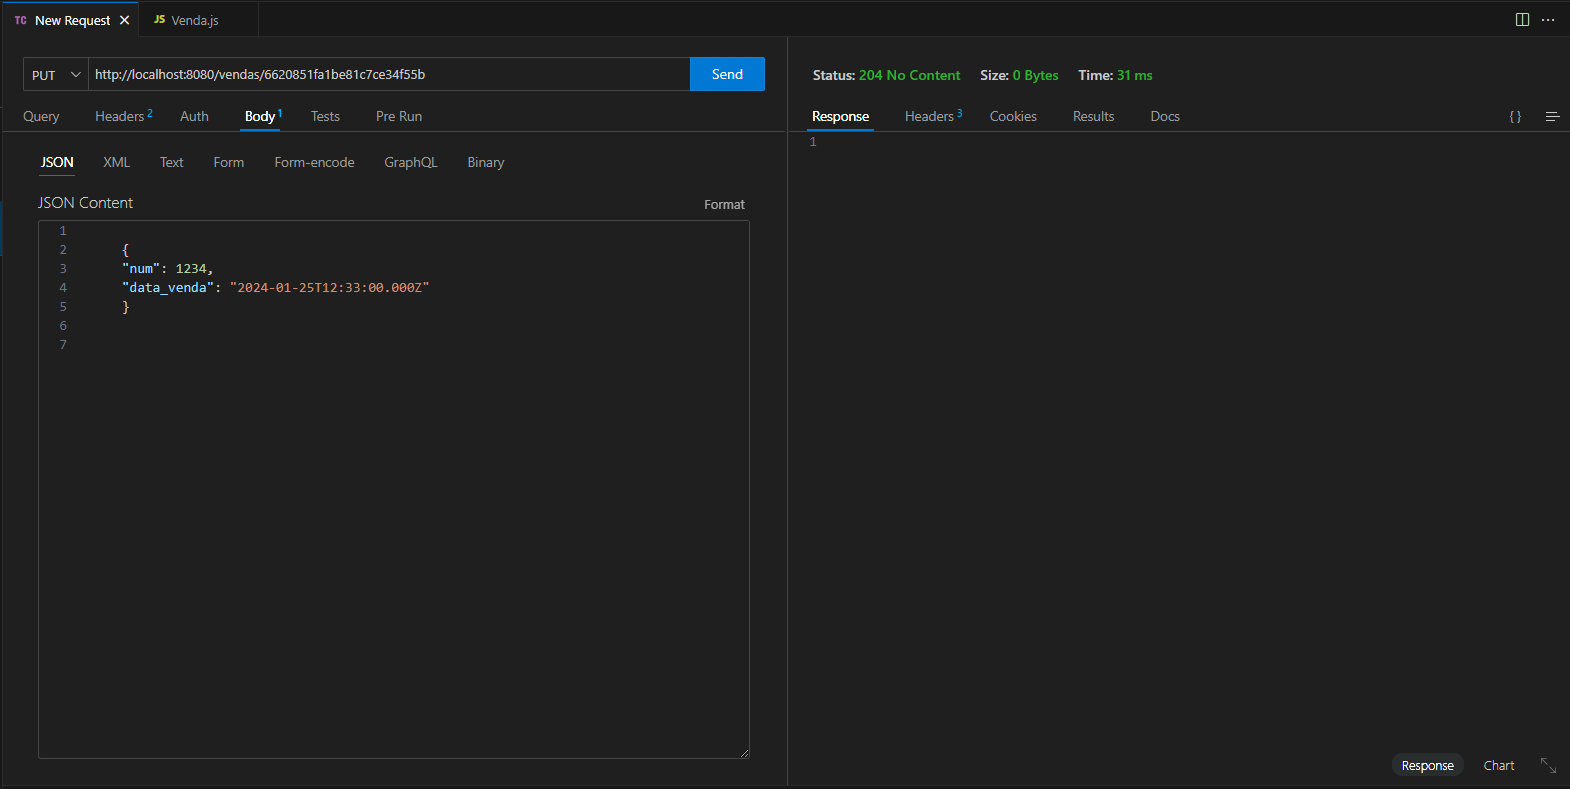 TC New Request
JS Venda.js
PUT
http://localhost:8080/vendas/6620851fa1be81c7ce34f55b
Send
Query Headers 2 Auth Body 1 Tests Pre Run
JSON XML Text Form Form-encode GraphQL Binary
JSON Content
Format
1
2 {
3 "num": 1234,
4 "data_venda": "2024-01-25T12:33:00.000Z"
5 }
6
7
Status: 204 No Content Size: 0 Bytes Time: 31 ms
Response Headers 3 Cookies Results Docs {}
1
Response Chart